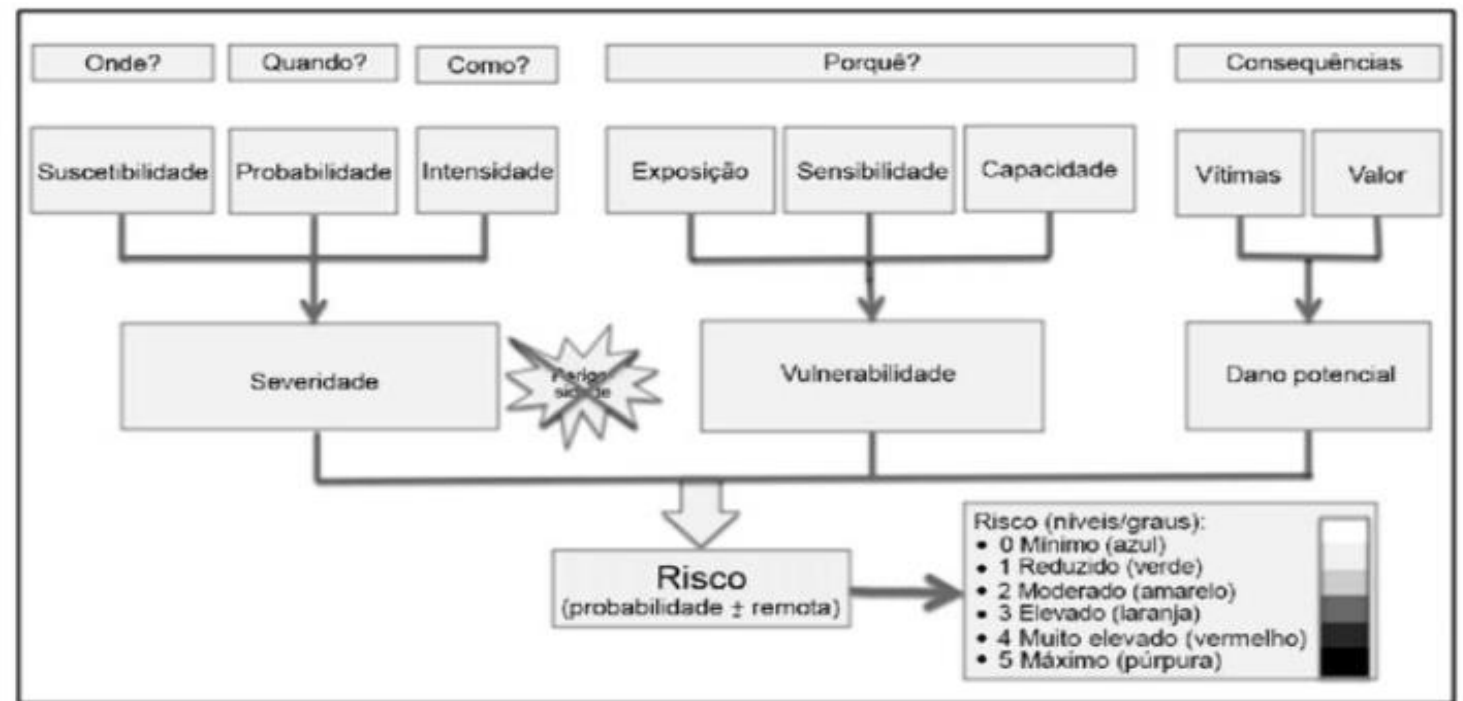 Onde?
Quando?
Como?
Porquê?
Consequências
Suscetibilidade
Probabilidade
Intensidade
Exposição
Sensibilidade
Capacidade
Vítimas
Valor
Severidade
sidade
Vulnerabilidade
Dano potencial
Risco
(probabilidade ± remota)
Risco (níveis/graus):
• 0 Mínimo (azul)
• 1 Reduzido (verde)
• 2 Moderado (amarelo)
• 3 Elevado (laranja)
• 4 Muito elevado (vermelho)
• 5 Máximo (púrpura)